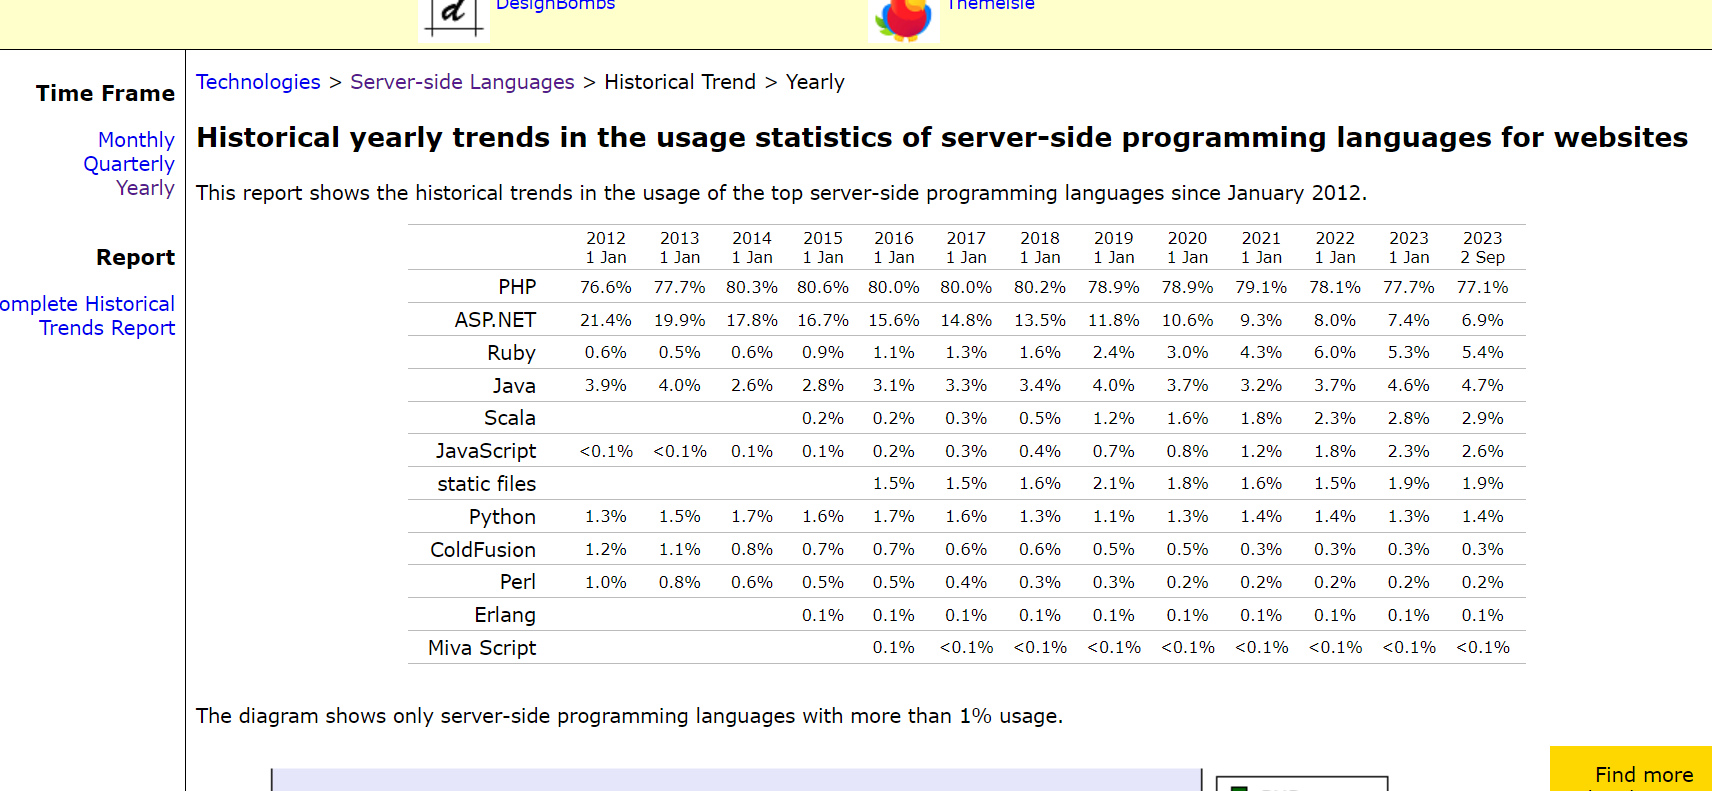 DesignBombs
Themeisle
Time Frame
Monthly
Quarterly
Yearly
Report
omplete Historical
Trends Report
Technologies > Server-side Languages > Historical Trend > Yearly
Historical yearly trends in the usage statistics of server-side programming languages for websites
This report shows the historical trends in the usage of the top server-side programming languages since January 2012.
2012 2013 2014 2015 2016 2017 2018 2019 2020 2021 2022 2023 2023
1 Jan 1 Jan 1 Jan 1 Jan 1 Jan 1 Jan 1 Jan 1 Jan 1 Jan 1 Jan 1 Jan 1 Jan 2 Sep
PHP 76.6% 77.7% 80.3% 80.6% 80.0% 80.0% 80.2% 78.9% 78.9% 79.1% 78.1% 77.7% 77.1%
ASP.NET 21.4% 19.9% 17.8% 16.7% 15.6% 14.8% 13.5% 11.8% 10.6% 9.3% 8.0% 7.4% 6.9%
Ruby 0.6% 0.5% 0.6% 0.9% 1.1% 1.3% 1.6% 2.4% 3.0% 4.3% 6.0% 5.3% 5.4%
Java 3.9% 4.0% 2.6% 2.8% 3.1% 3.3% 3.4% 4.0% 3.7% 3.2% 3.7% 4.6% 4.7%
Scala 0.2% 0.2% 0.3% 0.5% 1.2% 1.6% 1.8% 2.3% 2.8% 2.9%
JavaScript <0.1% <0.1% 0.1% 0.1% 0.2% 0.3% 0.4% 0.7% 0.8% 1.2% 1.8% 2.3% 2.6%
static files 1.5% 1.5% 1.6% 2.1% 1.8% 1.6% 1.5% 1.9% 1.9%
Python 1.3% 1.5% 1.7% 1.6% 1.7% 1.6% 1.3% 1.1% 1.3% 1.4% 1.4% 1.3% 1.4%
ColdFusion 1.2% 1.1% 0.8% 0.7% 0.7% 0.6% 0.6% 0.5% 0.5% 0.3% 0.3% 0.3% 0.3%
Perl 1.0% 0.8% 0.6% 0.5% 0.5% 0.4% 0.3% 0.3% 0.2% 0.2% 0.2% 0.2% 0.2%
Erlang 0.1% 0.1% 0.1% 0.1% 0.1% 0.1% 0.1% 0.1% 0.1% 0.1%
Miva Script 0.1% <0.1% <0.1% <0.1% <0.1% <0.1% <0.1% <0.1% <0.1%
The diagram shows only server-side programming languages with more than 1% usage.
Find more